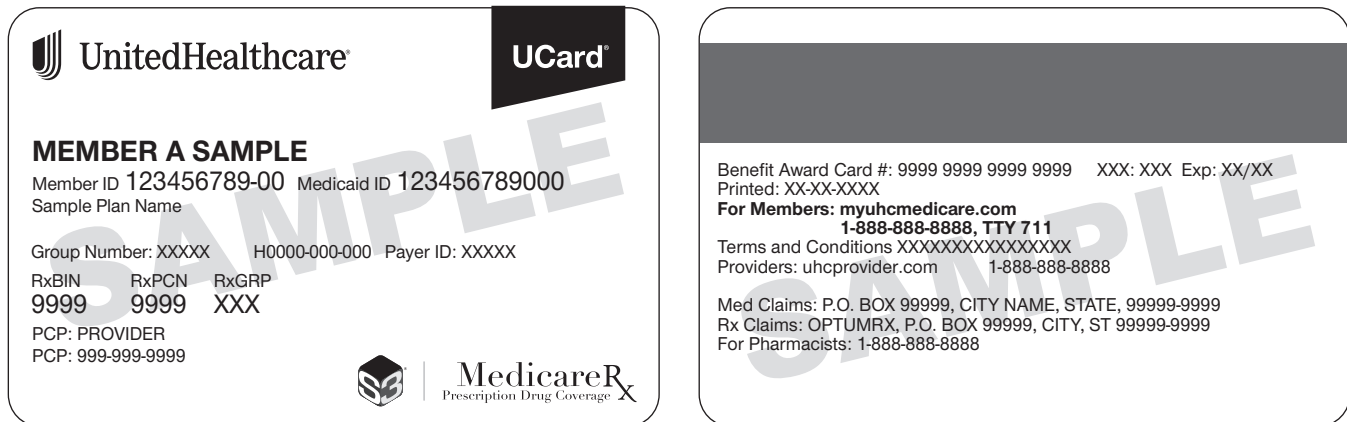 UnitedHealthcare®
UCard®
MEMBER A SAMPLE
Member ID 123456789-00 Medicaid ID 123456789000
Sample Plan Name
Group Number: XXXXX H0000-000-000 Payer ID: XXXXX
RxBIN RxPCN RxGRP
9999 9999 XXX
PCP: PROVIDER
PCP: 999-999-9999
S3
MedicareRx
Prescription Drug Coverage
SAMPLE
Benefit Award Card #: 9999 9999 9999 9999 XXX: XXX Exp: XX/XX
Printed: XX-XX-XXXX
For Members: myuhcmedicare.com
1-888-888-8888, TTY 711
Terms and Conditions XXXXXXXXXXXXXXXX
Providers: uhcprovider.com 1-888-888-8888
Med Claims: P.O. BOX 99999, CITY NAME, STATE, 99999-9999
Rx Claims: OPTUMRX, P.O. BOX 99999, CITY, ST 99999-9999
For Pharmacists: 1-888-888-8888
SAMPLE